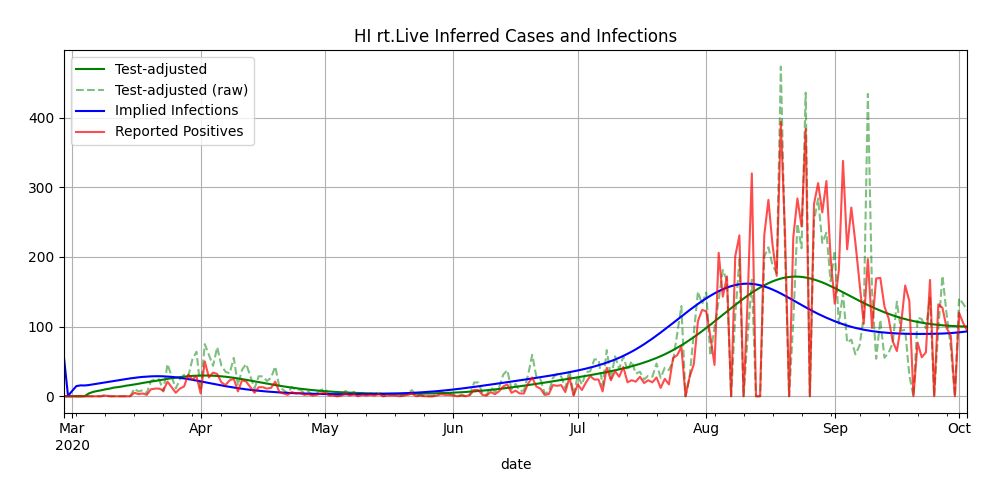 HI rt.Live Inferred Cases and Infections
Test-adjusted
Test-adjusted (raw)
Implied Infections
Reported Positives
400
300
200
100
0
Mar Apr May Jun Jul Aug Sep Oct
2020
date